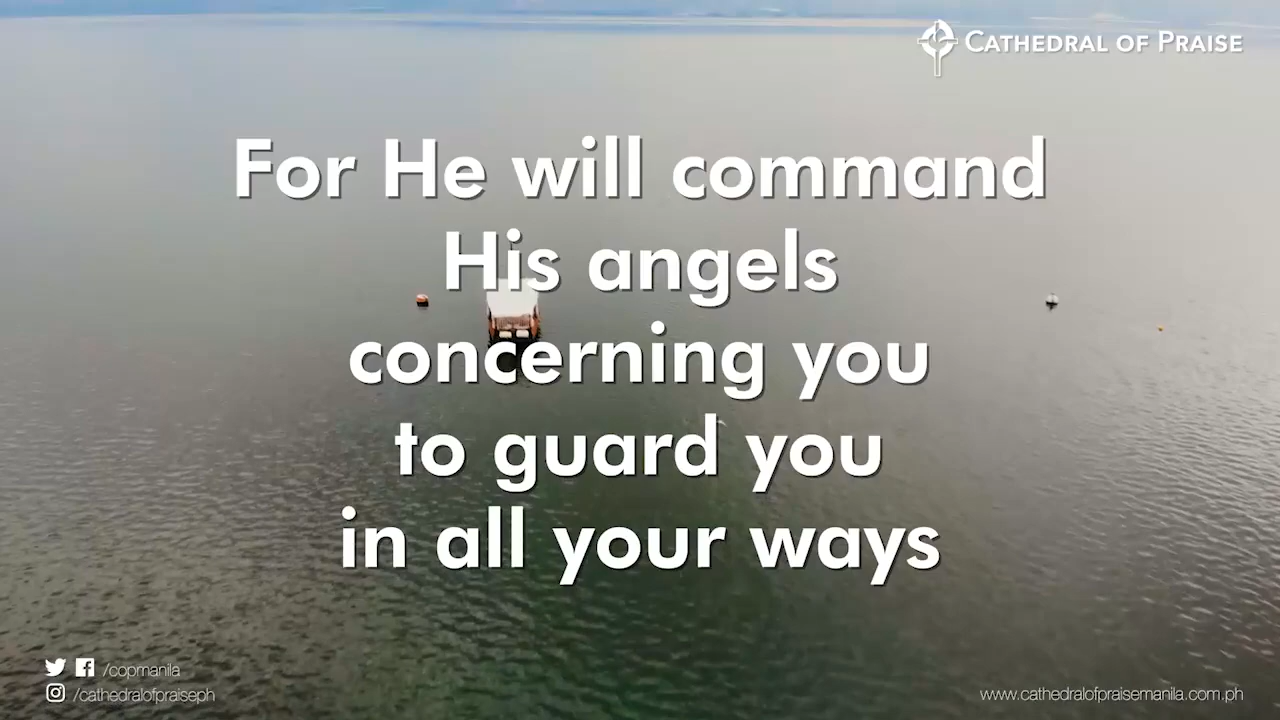 CATHEDRAL OF PRAISE
For He will command
His angels
concerning you
to guard you
in all your ways
/copmanila
/cathedralofpraiseph
www.cathedralofpraisemanila.com.ph